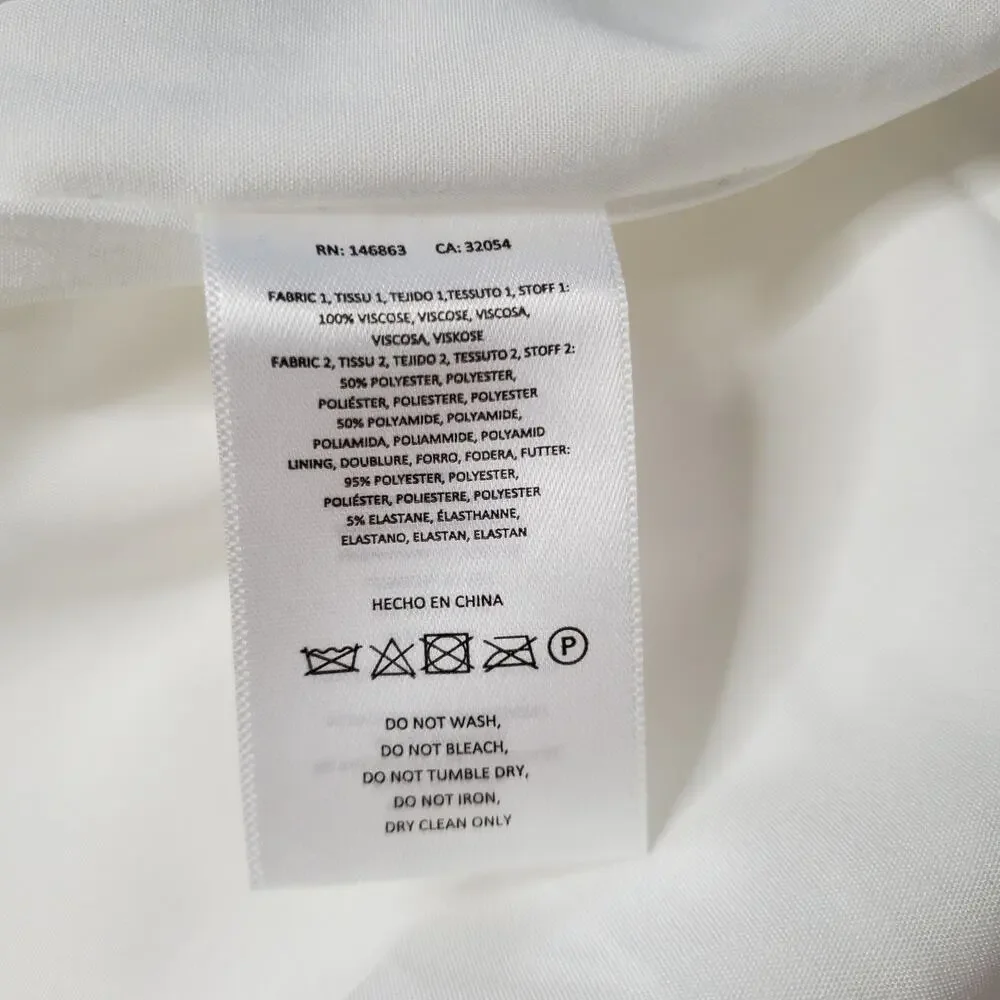 RN: 146863 CA: 32054
FABRIC 1, TISSU 1, TEJIDO 1,TESSUTO 1, STOFF 1:
100% VISCOSE, VISCOSE, VISCOSA,
VISCOSA, VISKOSE
FABRIC 2, TISSU 2, TEJIDO 2, TESSUTO 2, STOFF 2:
50% POLYESTER, POLYESTER,
POLIÉSTER, POLIESTERE, POLYESTER
50% POLYAMIDE, POLYAMIDE,
POLIAMIDA, POLIAMMIDE, POLYAMID
LINING, DOUBLURE, FORRO, FODERA, FUTTER:
95% POLYESTER, POLYESTER,
POLIÉSTER, POLIESTERE, POLYESTER
5% ELASTANE, ÉLASTHANNE,
ELASTANO, ELASTAN, ELASTAN
HECHO EN CHINA
P
DO NOT WASH,
DO NOT BLEACH,
DO NOT TUMBLE DRY,
DO NOT IRON,
DRY CLEAN ONLY